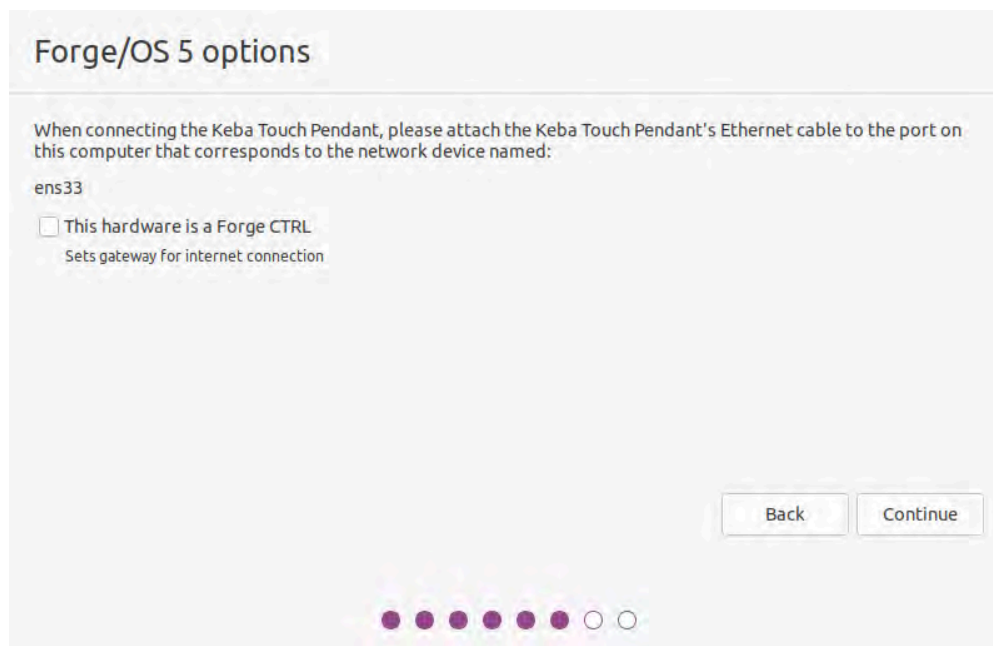 Forge/OS 5 options
When connecting the Keba Touch Pendant, please attach the Keba Touch Pendant's Ethernet cable to the port on
this computer that corresponds to the network device named:
ens33
This hardware is a Forge CTRL
Sets gateway for internet connection
Back Continue